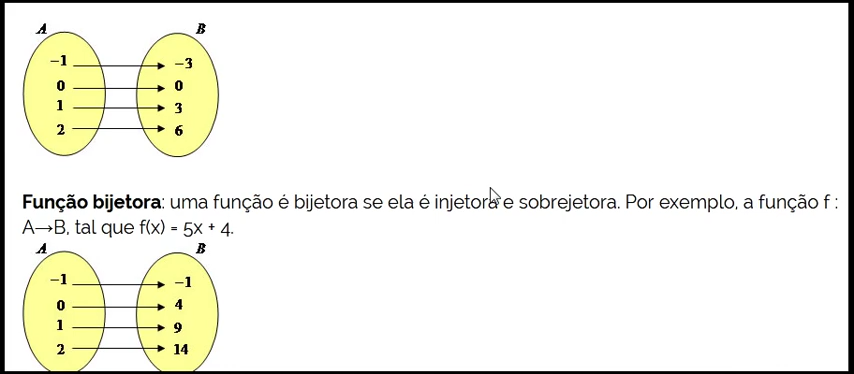 A B
−1 −3
0 0
1 3
2 6
Função bijetora: uma função é bijetora se ela é injetora e sobrejetora. Por exemplo, a função f :
A→B, tal que f(x) = 5x + 4.
A B
−1 −1
0 4
1 9
2 14